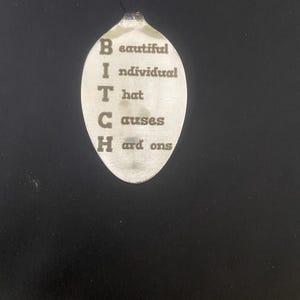 Beautiful
Individual
That
Causes
Hard ons